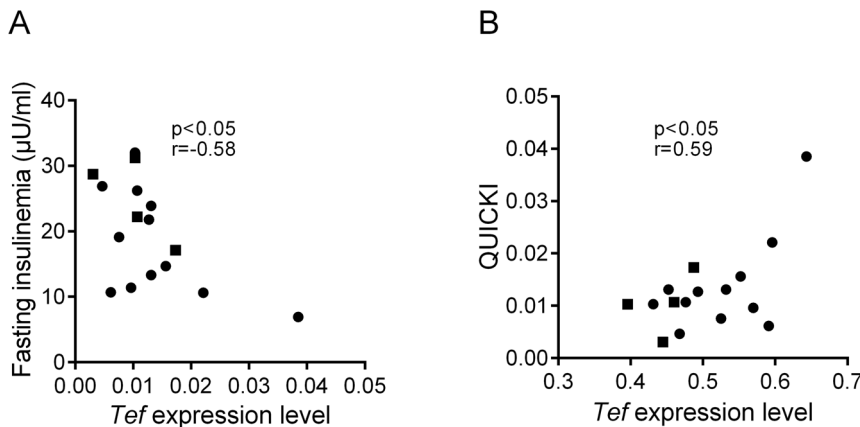 A
Fasting insulinemia (µU/ml)
40
30
20
10
0
p<0.05
r=-0.58
0.00 0.01 0.02 0.03 0.04 0.05
Tef expression level
B
QUICKI
0.05
0.04
0.03
0.02
0.01
0.00
p<0.05
r=0.59
0.3 0.4 0.5 0.6 0.7
Tef expression level